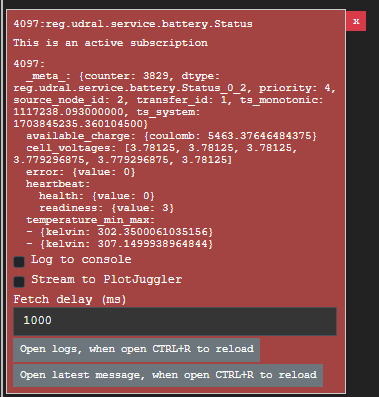 4097:reg.udral.service.battery.Status
x
This is an active subscription
4097:
_meta_: {counter: 3829, dtype:
reg.udral.service.battery.Status_0_2, priority: 4,
source_node_id: 2, transfer_id: 1, ts_monotonic:
1117238.093000000, ts_system:
1703845235.360104500}
available_charge: {coulomb: 5463.37646484375}
cell_voltages: [3.78125, 3.78125, 3.78125,
3.779296875, 3.779296875, 3.78125]
error: {value: 0}
heartbeat:
health: {value: 0}
readiness: {value: 3}
temperature_min_max:
- {kelvin: 302.3500061035156}
- {kelvin: 307.1499938964844}
Log to console
Stream to PlotJuggler
Fetch delay (ms)
1000
Open logs, when open CTRL+R to reload
Open latest message, when open CTRL+R to reload